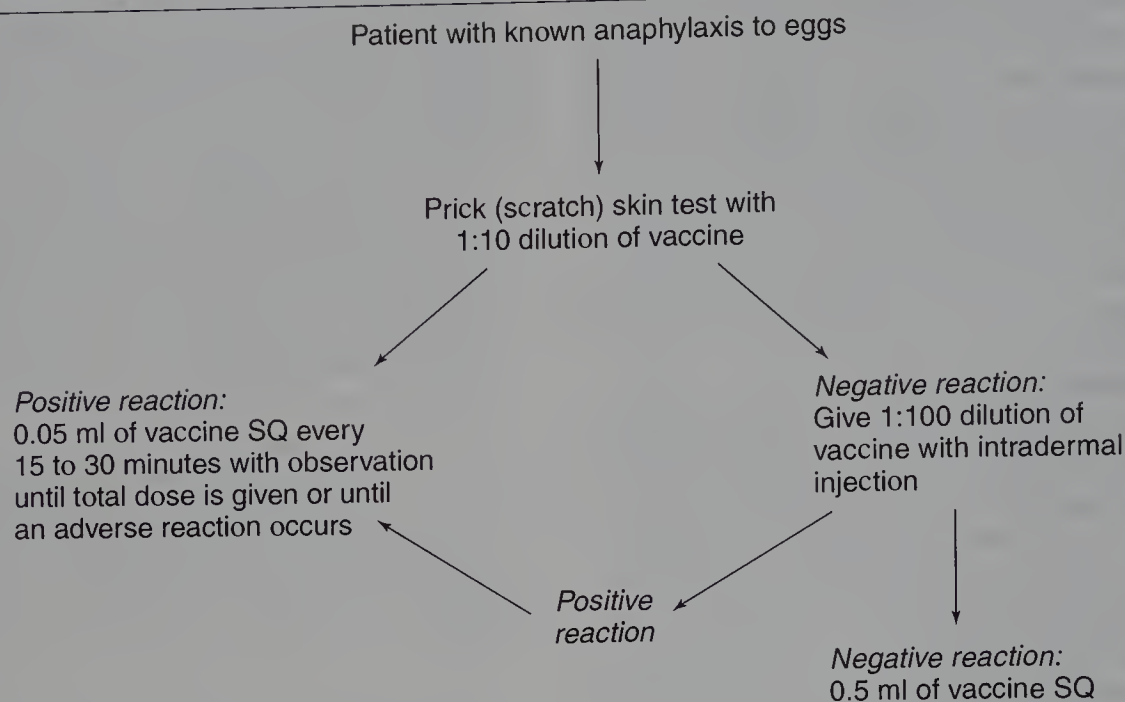 Patient with known anaphylaxis to eggs
Prick (scratch) skin test with
1:10 dilution of vaccine
Positive reaction:
0.05 ml of vaccine SQ every
15 to 30 minutes with observation
until total dose is given or until
an adverse reaction occurs
Negative reaction:
Give 1:100 dilution of
vaccine with intradermal
injection
Positive
reaction
Negative reaction:
0.5 ml of vaccine SQ